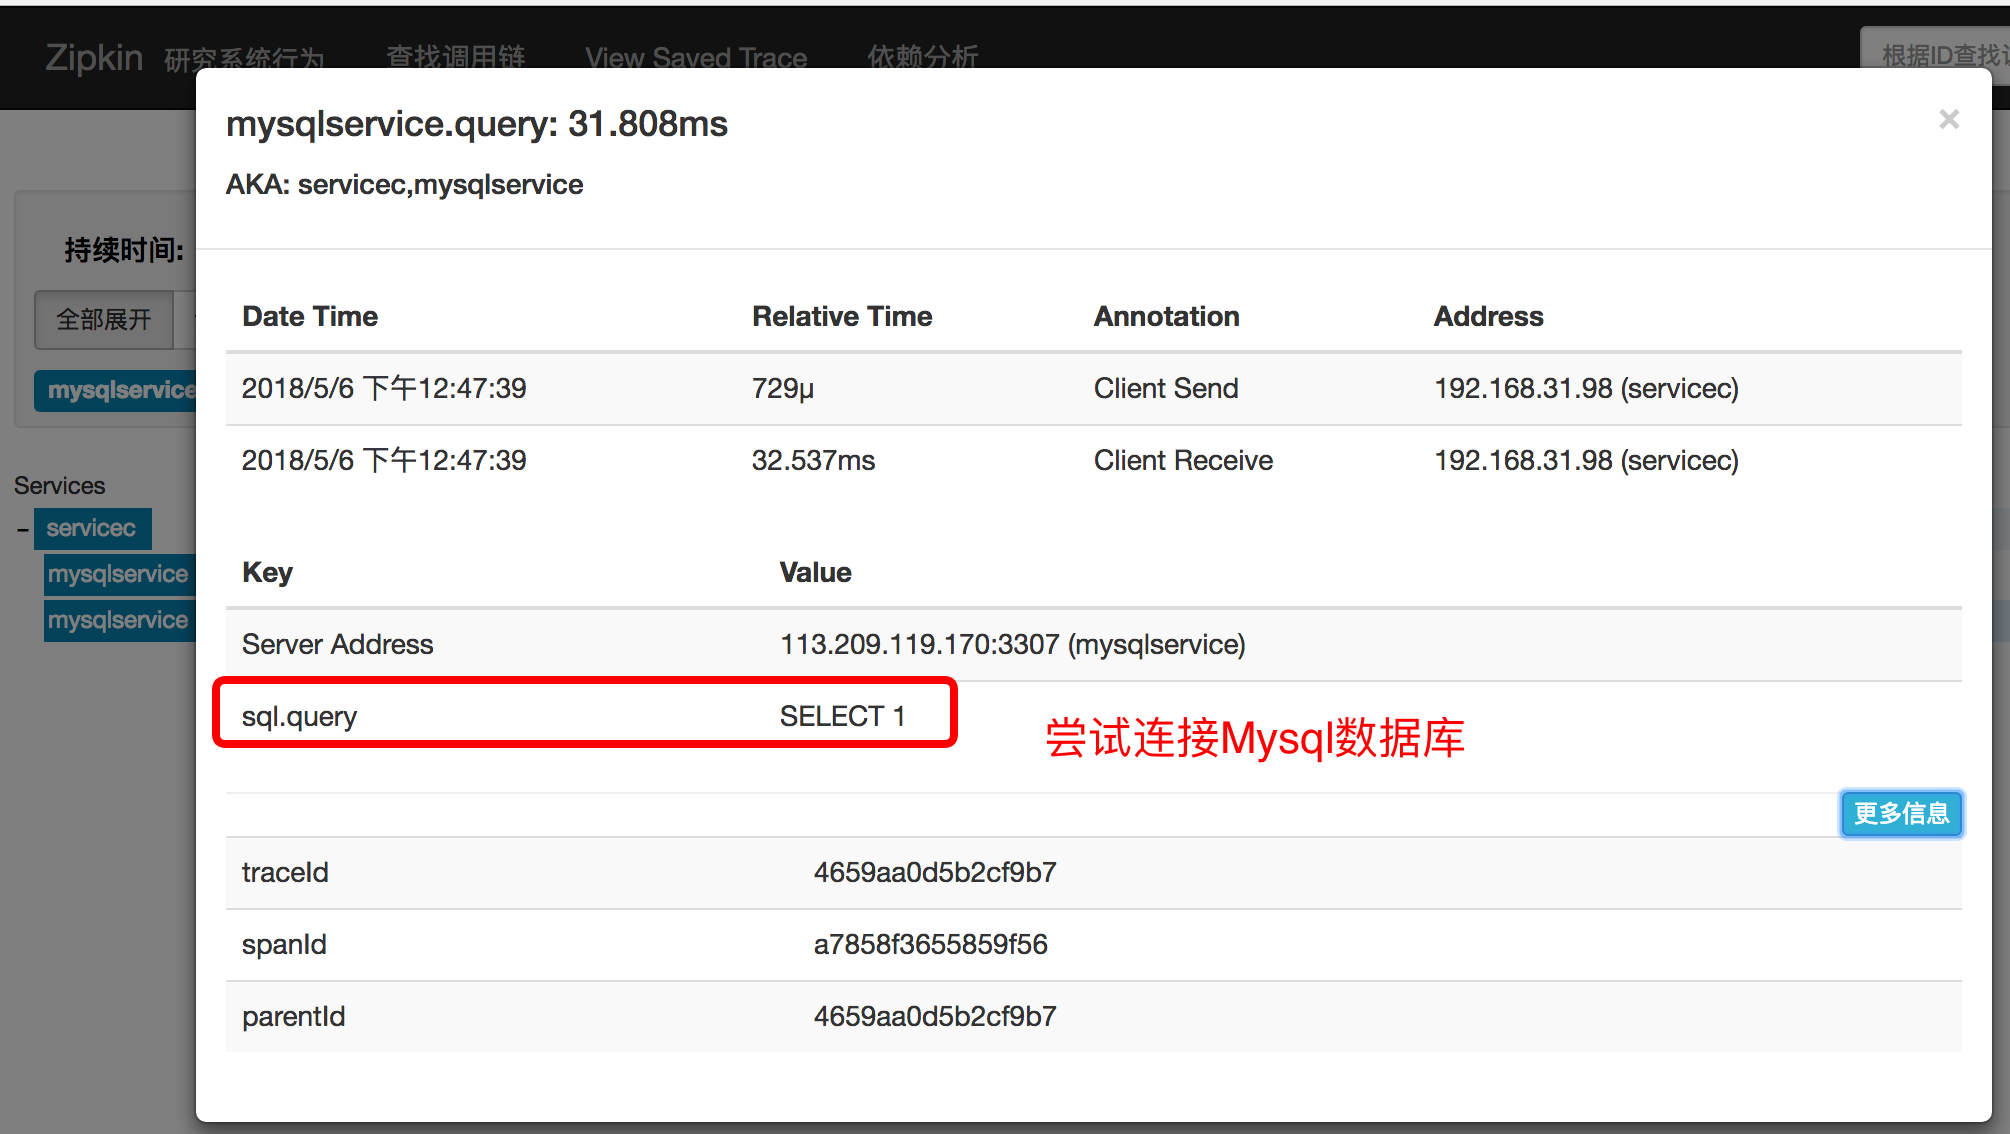 Zipkin 研究系统行为 查找调用链 View Saved Trace 依赖分析 根据ID查找
mysqlservice.query: 31.808ms ×
AKA: servicec,mysqlservice
持续时间:
全部展开
mysqlservice
Services
− servicec
mysqlservice
mysqlservice
Date Time Relative Time Annotation Address
2018/5/6 下午12:47:39 729μ Client Send 192.168.31.98 (servicec)
2018/5/6 下午12:47:39 32.537ms Client Receive 192.168.31.98 (servicec)
Key Value
Server Address 113.209.119.170:3307 (mysqlservice)
sql.query SELECT 1
尝试连接Mysql数据库
更多信息
traceId 4659aa0d5b2cf9b7
spanId a7858f3655859f56
parentId 4659aa0d5b2cf9b7